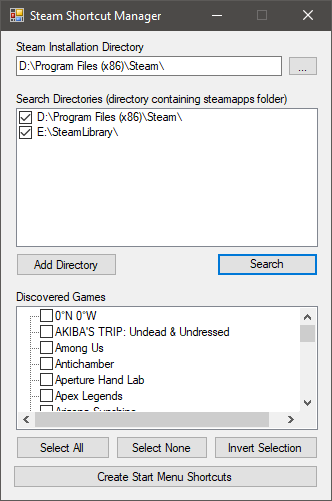 Steam Shortcut Manager
Steam Installation Directory
D:\Program Files (x86)\Steam\
...
Search Directories (directory containing steamapps folder)
D:\Program Files (x86)\Steam\
E:\SteamLibrary\
Add Directory
Search
Discovered Games
0°N 0°W
AKIBA'S TRIP: Undead & Undressed
Among Us
Antichamber
Aperture Hand Lab
Apex Legends
Arizona Sunshine
Select All
Select None
Invert Selection
Create Start Menu Shortcuts